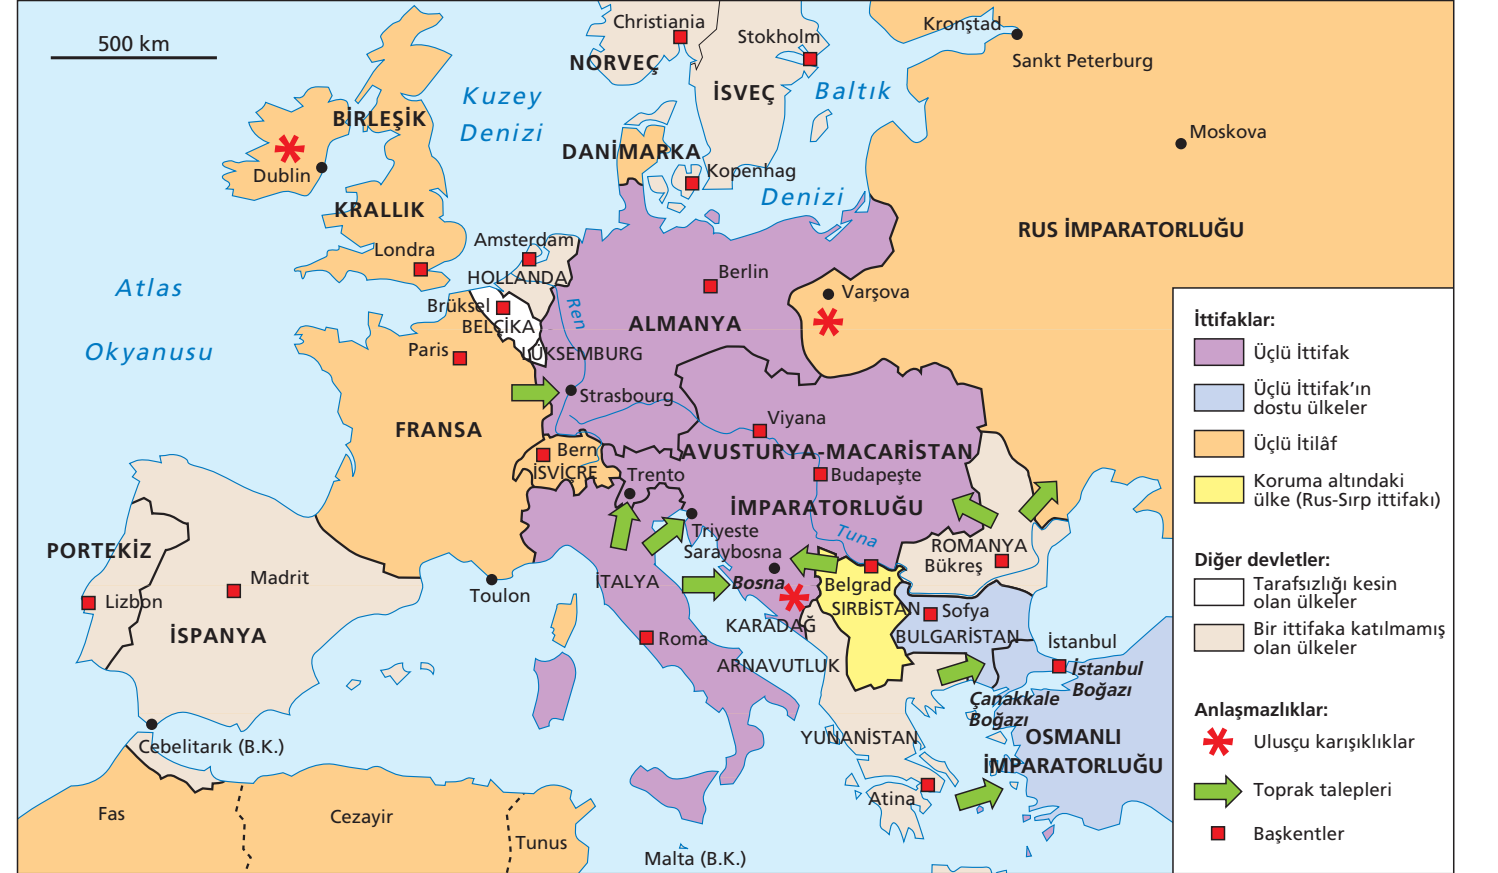 500 km
Christiania
NORVEÇ
Stokholm
İSVEÇ
Kronştad
Sankt Peterburg
Moskova
Kuzey
Denizi
Baltık
Denizi
BİRLEŞİK
KRALLIK
Dublin
Londra
DANİMARKA
Kopenhag
RUS İMPARATORLUĞU
Atlas
Okyanusu
Amsterdam
HOLLANDA
Brüksel
BELÇİKA
LÜKSEMBURG
Ren
Berlin
ALMANYA
Varşova
Paris
Strasbourg
FRANSA
Bern
İSVİÇRE
Viyana
AVUSTURYA-MACARİSTAN
İMPARATORLUĞU
Budapeşte
Trento
Triyeste
Saraybosna
Bosna
Tuna
ROMANYA
Bükreş
Belgrad
SIRBİSTAN
Sofya
BULGARİSTAN
KARADAĞ
ARNAVUTLUK
İTALYA
Roma
Toulon
PORTEKİZ
Lizbon
Madrit
İSPANYA
Cebelitarık (B.K.)
İstanbul
İstanbul
Boğazı
Çanakkale
Boğazı
OSMANLI
İMPARATORLUĞU
YUNANİSTAN
Atina
Fas
Cezayir
Tunus
Malta (B.K.)
İttifaklar:
Üçlü İttifak
Üçlü İttifak’ın
dostu ülkeler
Üçlü İtilâf
Koruma altındaki
ülke (Rus-Sırp ittifakı)
Diğer devletler:
Tarafsızlığı kesin
olan ülkeler
Bir ittifaka katılmamış
olan ülkeler
Anlaşmazlıklar:
Ulusçu karışıklıklar
Toprak talepleri
Başkentler